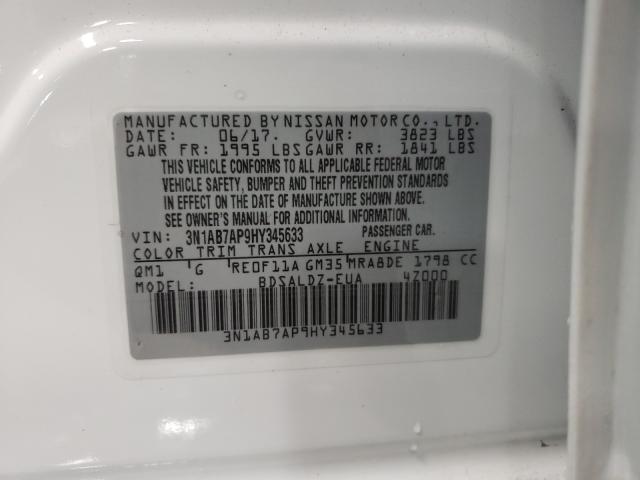 MANUFACTURED BY NISSAN MOTOR CO., LTD.
DATE: 06/17. GVWR: 3823 LBS
GAWR FR: 1995 LBS GAWR RR: 1841 LBS
THIS VEHICLE CONFORMS TO ALL APPLICABLE FEDERAL MOTOR
VEHICLE SAFETY, BUMPER AND THEFT PREVENTION STANDARDS
IN EFFECT ON THE DATE OF MANUFACTURE SHOWN ABOVE.
SEE OWNER'S MANUAL FOR ADDITIONAL INFORMATION.
VIN: 3N1AB7AP9HY345633 PASSENGER CAR.
COLOR TRIM TRANS AXLE ENGINE
QM1 G RE0F11A GM35 MRA8DE 1798 CC
BDSALDZ-EUA 4Z000
3N1AB7AP9HY345633